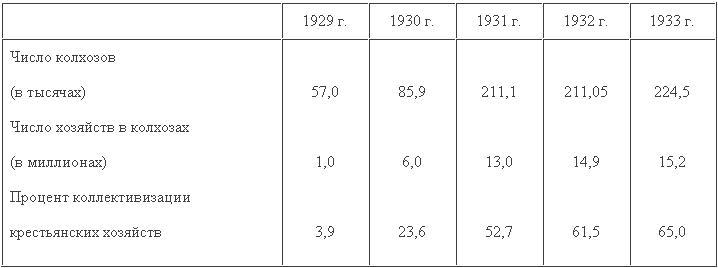 1929 г. 1930 г. 1931 г. 1932 г. 1933 г.
Число колхозов
(в тысячах) 57,0 85,9 211,1 211,05 224,5
Число хозяйств в колхозах
(в миллионах) 1,0 6,0 13,0 14,9 15,2
Процент коллективизации
крестьянских хозяйств 3,9 23,6 52,7 61,5 65,0